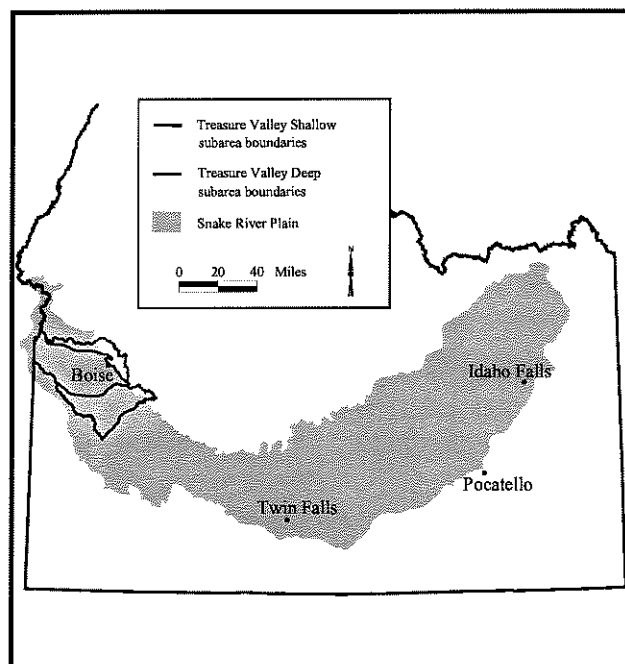 Treasure Valley Shallow
subarea boundaries
Treasure Valley Deep
subarea boundaries
Snake River Plain
N
0 20 40 Miles
Boise
Idaho Falls
Pocatello
Twin Falls